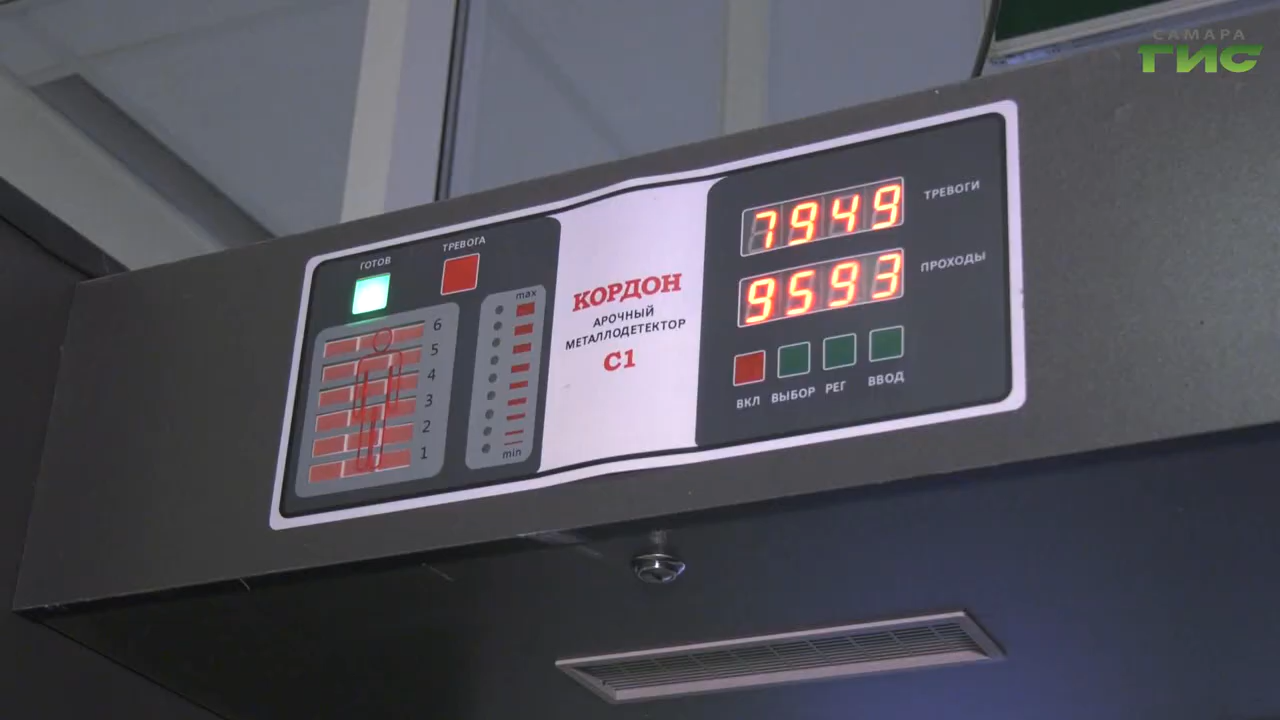 САМАРА
ГИС
ГОТОВ
ТРЕВОГА
6
5
4
3
2
1
max
min
КОРДОН
АРОЧНЫЙ
МЕТАЛЛОДЕТЕКТОР
С1
7949 ТРЕВОГИ
9593 ПРОХОДЫ
ВКЛ ВЫБОР РЕГ ВВОД